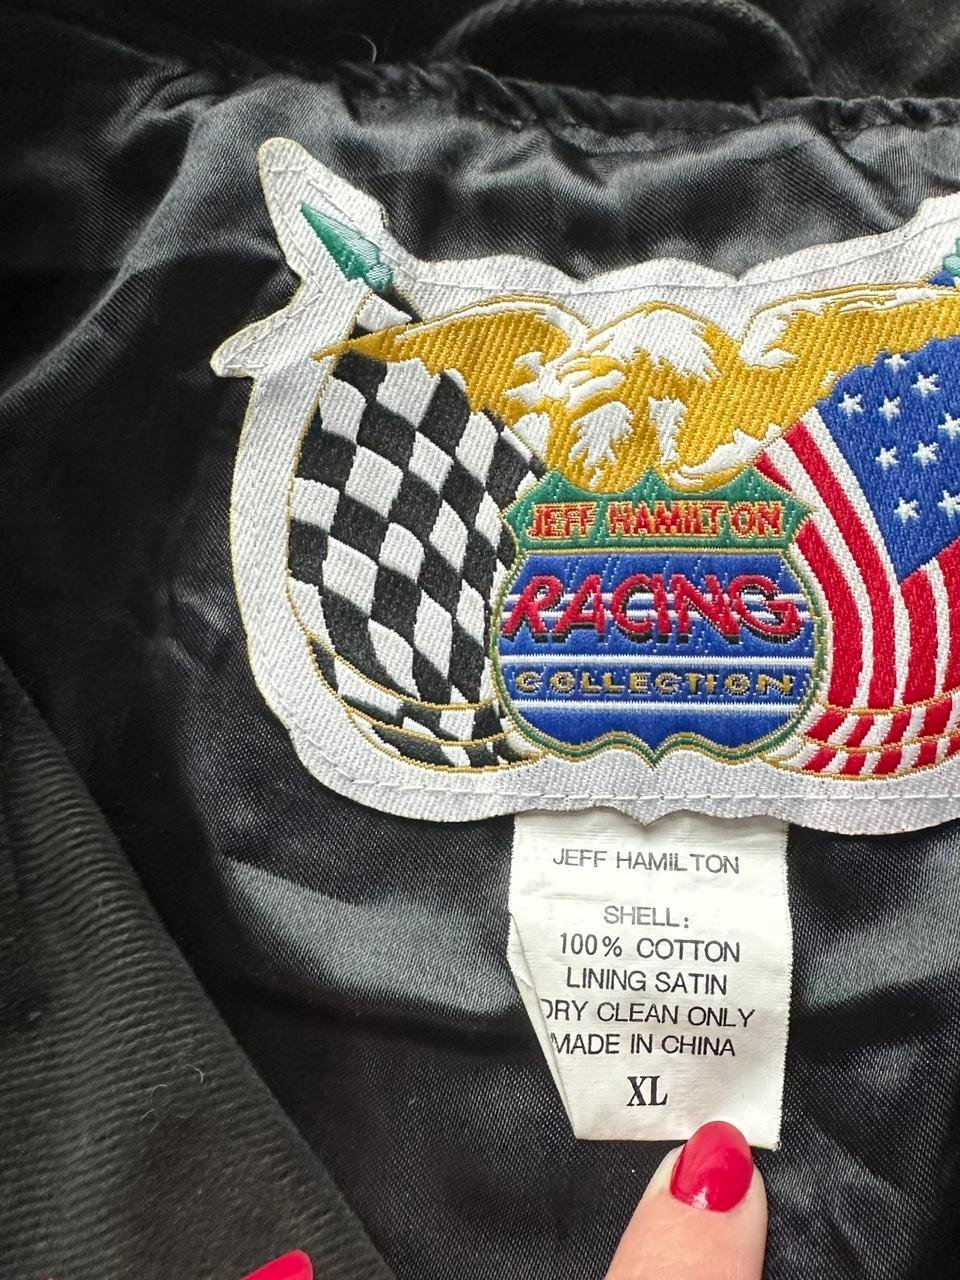 JEFF HAMILTON
RACING
COLLECTION
JEFF HAMILTON
SHELL:
100% COTTON
LINING SATIN
DRY CLEAN ONLY
MADE IN CHINA
XL